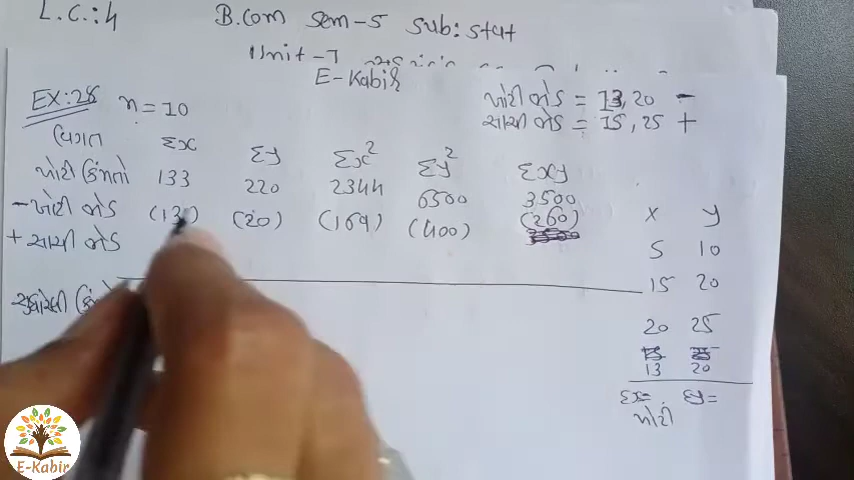 L.C.:4 B.Com Sem-5 Sub: Stat
Unit-I
E-Kabir
EX:28 n=10
ખોટી જોડ = 13,20 -
સાચી જોડ = 15,25 +
વિગત Σx Σy Σx² Σy² Σxy
ખોટી કિંમતો 133 220 2344 6500 3500
- ખોટી જોડ (13) (20) (169) (400) (260)
+ સાચી જોડ
x y
5 10
15 20
20 25
13 20
Σx= Σy=
ખોટી
E-Kabir